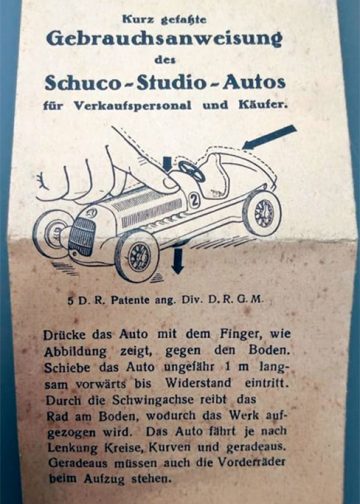 Kurz gefaßte
Gebrauchsanweisung
des
Schuco-Studio-Autos
für Verkaufspersonal und Käufer.
2
5 D. R. Patente ang. Div. D. R. G. M.
Drücke das Auto mit dem Finger, wie
Abbildung zeigt, gegen den Boden.
Schiebe das Auto ungefähr 1 m lang-
sam vorwärts bis Widerstand eintritt.
Durch die Schwingachse reibt das
Rad am Boden, wodurch das Werk auf-
gezogen wird. Das Auto fährt je nach
Lenkung Kreise, Kurven und geradeaus.
Geradeaus müssen auch die Vorderräder
beim Aufzug stehen.